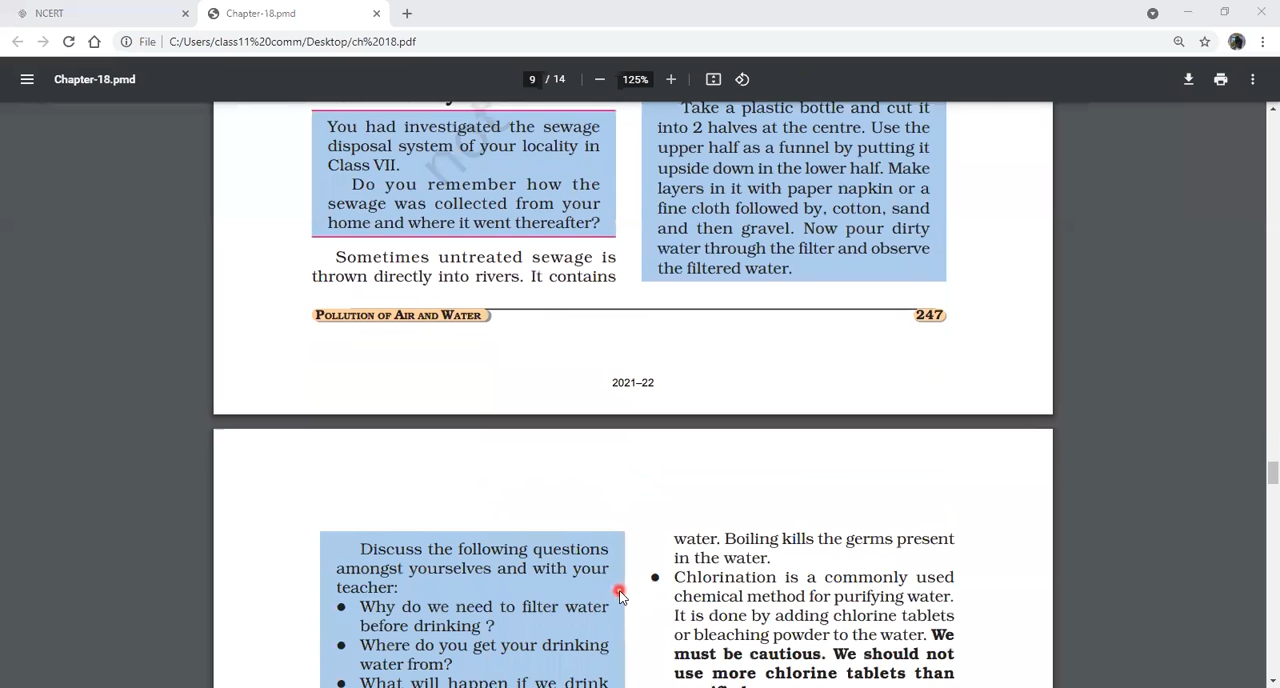 NCERT
Chapter-18.pmd
File
C:/Users/class11%20comm/Desktop/ch%2018.pdf
Chapter-18.pmd
9 / 14
125%
not
You had investigated the sewage
disposal system of your locality in
Class VII.
Do you remember how the
sewage was collected from your
home and where it went thereafter?
Sometimes untreated sewage is
thrown directly into rivers. It contains
Take a plastic bottle and cut it
into 2 halves at the centre. Use the
upper half as a funnel by putting it
upside down in the lower half. Make
layers in it with paper napkin or a
fine cloth followed by, cotton, sand
and then gravel. Now pour dirty
water through the filter and observe
the filtered water.
POLLUTION OF AIR AND WATER
247
2021–22
Discuss the following questions
amongst yourselves and with your
teacher:
• Why do we need to filter water
before drinking ?
• Where do you get your drinking
water from?
• What will happen if we drink
water. Boiling kills the germs present
in the water.
• Chlorination is a commonly used
chemical method for purifying water.
It is done by adding chlorine tablets
or bleaching powder to the water. We
must be cautious. We should not
use more chlorine tablets than